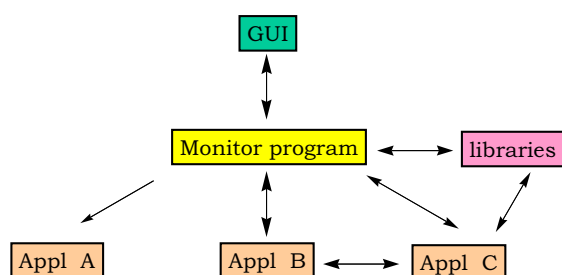 GUI
Monitor program
libraries
Appl A
Appl B
Appl C